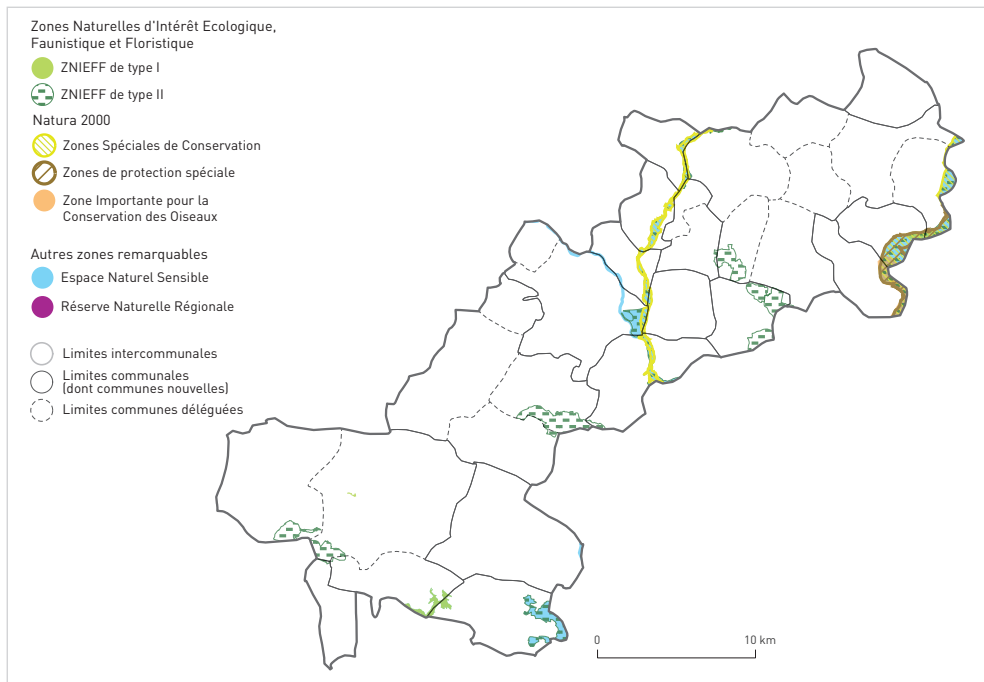 Zones Naturelles d'Intérêt Ecologique,
Faunistique et Floristique
ZNIEFF de type I
ZNIEFF de type II
Natura 2000
Zones Spéciales de Conservation
Zones de protection spéciale
Zone Importante pour la
Conservation des Oiseaux
Autres zones remarquables
Espace Naturel Sensible
Réserve Naturelle Régionale
Limites intercommunales
Limites communales
(dont communes nouvelles)
Limites communes déléguées
0 10 km